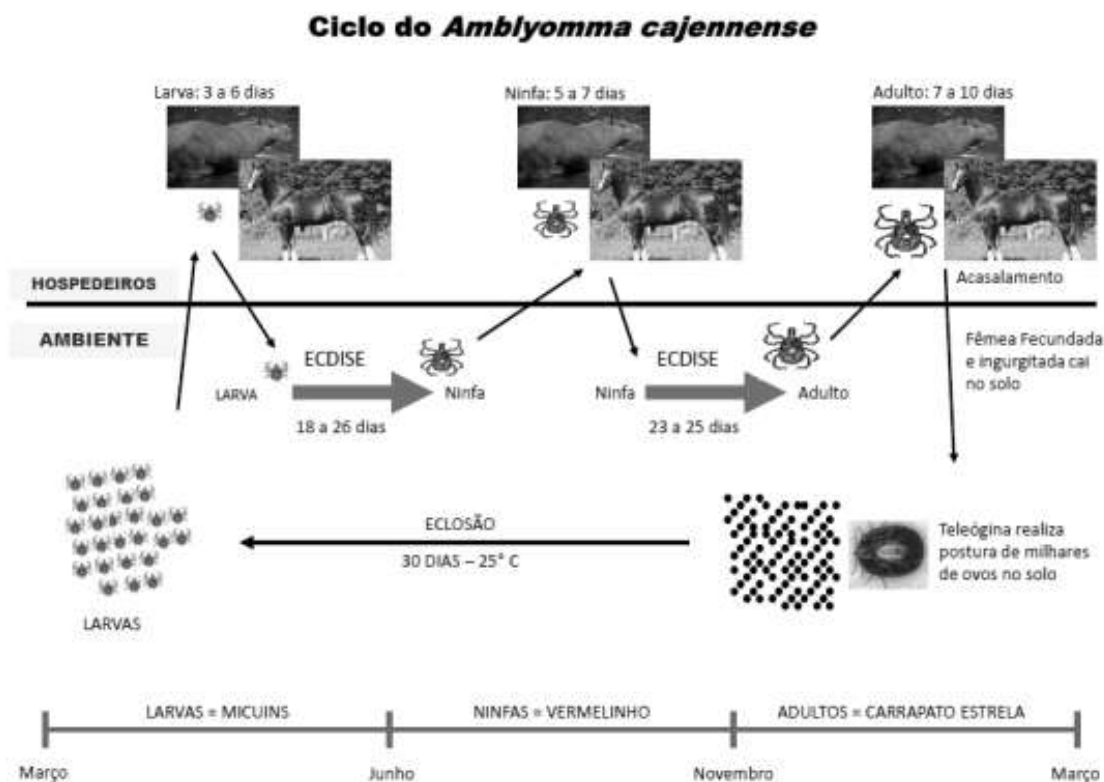 Ciclo do Amblyomma cajennense
Larva: 3 a 6 dias
Ninfa: 5 a 7 dias
Adulto: 7 a 10 dias
HOSPEDEIROS
Acasalamento
AMBIENTE
Fêmea Fecundada
e ingurgitada cai
no solo
LARVA
ECDISE
Ninfa
18 a 26 dias
Ninfa
ECDISE
Adulto
23 a 25 dias
ECLOSÃO
30 DIAS – 25° C
Teleógina realiza
postura de milhares
de ovos no solo
LARVAS
LARVAS = MICUINS
NINFAS = VERMELINHO
ADULTOS = CARRAPATO ESTRELA
Março
Junho
Novembro
Março